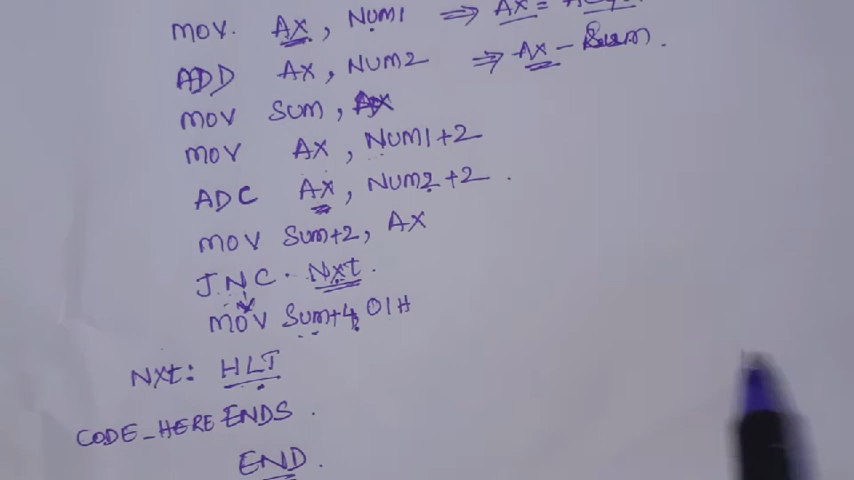 MOV. AX, NUM1 ⇒ AX =
ADD AX, NUM2 ⇒ AX - Sum.
MOV SUM, AX
MOV AX, NUM1+2
ADC AX, NUM2+2.
MOV SUM+2, AX
JNC. Nxt.
MOV SUM+4, 01H
Nxt: HLT
CODE_HERE ENDS.
END.